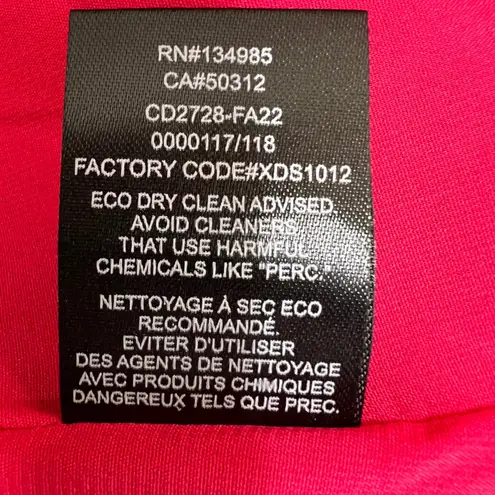 RN#134985
CA#50312
CD2728-FA22
0000117/118
FACTORY CODE#XDS1012
ECO DRY CLEAN ADVISED.
AVOID CLEANERS
THAT USE HARMFUL
CHEMICALS LIKE "PERC."
NETTOYAGE À SEC ECO
RECOMMANDÉ.
EVITER D'UTILISER
DES AGENTS DE NETTOYAGE
AVEC PRODUITS CHIMIQUES
DANGEREUX TELS QUE PERC.